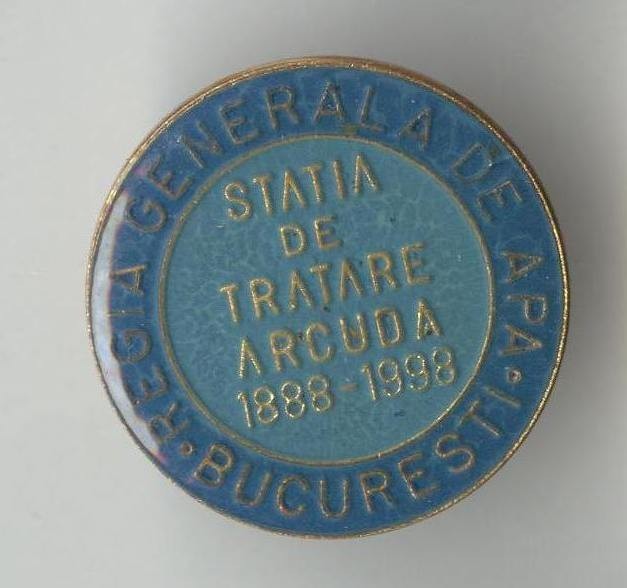 REGIA GENERALA DE APA
• BUCURESTI •
STATIA
DE
TRATARE
ARCUDA
1888-1998